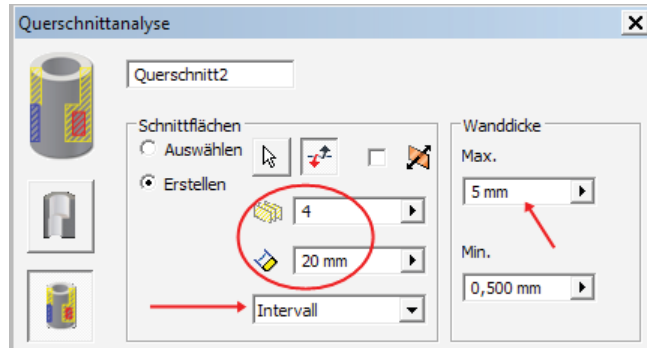 Querschnittanalyse
Querschnitt2
Schnittflächen
Auswählen
Erstellen
4
20 mm
Intervall
Wanddicke
Max.
5 mm
Min.
0,500 mm